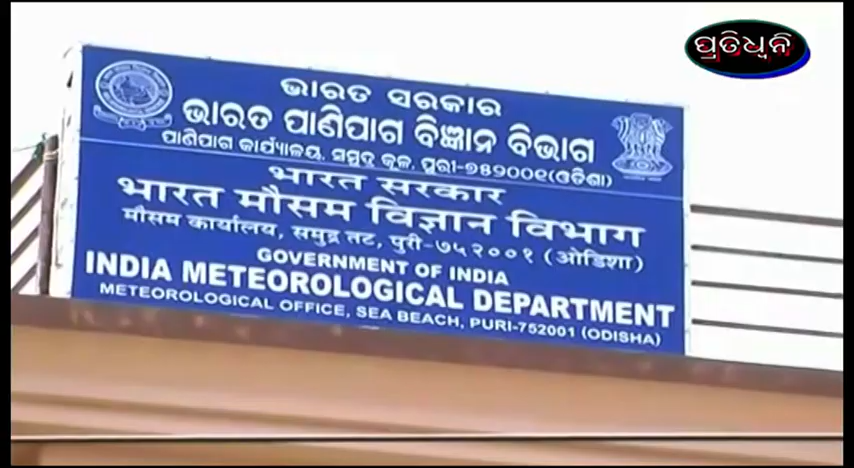 ପ୍ରତିଧ୍ୱନି
ଭାରତ ସରକାର
ଭାରତ ପାଣିପାଗ ବିଜ୍ଞାନ ବିଭାଗ
ପାଣିପାଗ କାର୍ଯ୍ୟାଳୟ, ସମୁଦ୍ର କୂଳ, ପୁରୀ-୭୫୨୦୦୧(ଓଡିଶା)
भारत सरकार
भारत मौसम विज्ञान विभाग
मौसम कार्यालय, समुद्र तट, पुरी-७५२००१ (ओडिशा)
GOVERNMENT OF INDIA
INDIA METEOROLOGICAL DEPARTMENT
METEOROLOGICAL OFFICE, SEA BEACH, PURI-752001 (ODISHA)